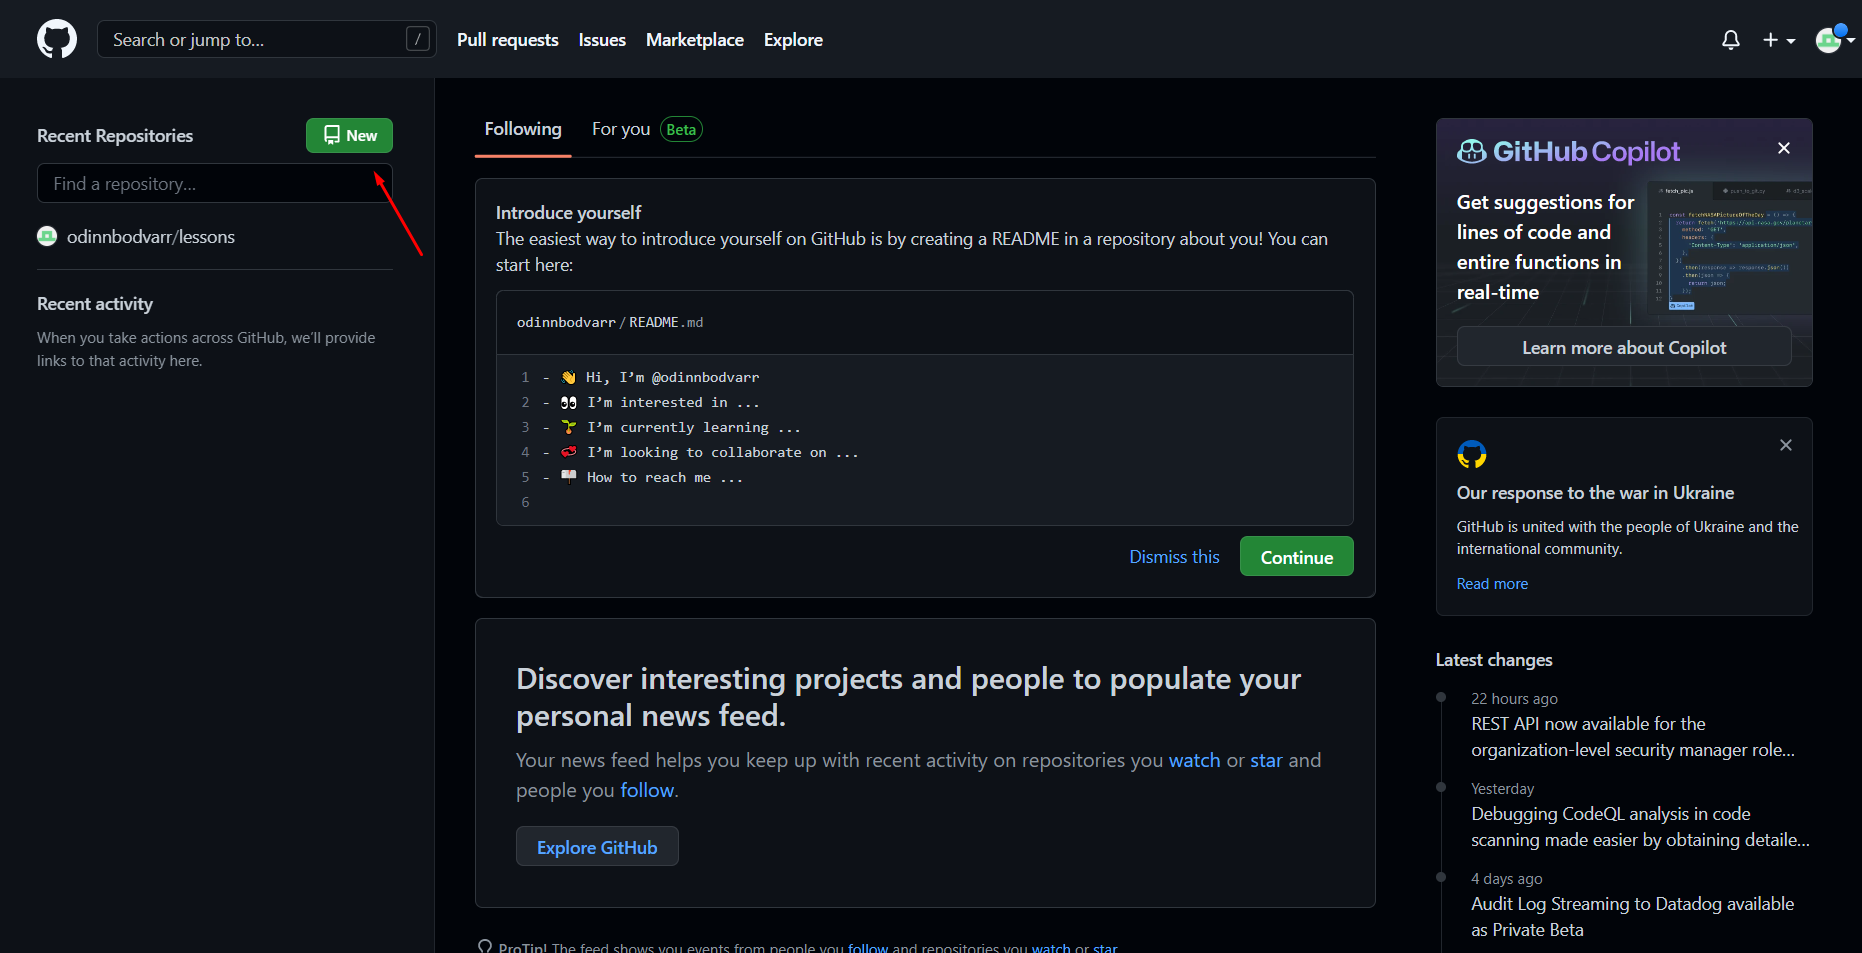 Search or jump to...
/
Pull requests
Issues
Marketplace
Explore
Recent Repositories
New
Find a repository...
odinnbodvarr/lessons
Recent activity
When you take actions across GitHub, we'll provide
links to that activity here.
Following
For you
Beta
Introduce yourself
The easiest way to introduce yourself on GitHub is by creating a README in a repository about you! You can
start here:
odinnbodvarr/README.md
1 - 👋 Hi, I'm @odinnbodvarr
2 - 👀 I'm interested in ...
3 - 🌱 I'm currently learning ...
4 - 💞️ I'm looking to collaborate on ...
5 - 📫 How to reach me ...
6
Dismiss this
Continue
Discover interesting projects and people to populate your
personal news feed.
Your news feed helps you keep up with recent activity on repositories you watch or star and
people you follow.
Explore GitHub
ProTip! The feed shows you events from people you follow and repositories you watch or star
GitHub Copilot
Get suggestions for
lines of code and
entire functions in
real-time
Learn more about Copilot
Our response to the war in Ukraine
GitHub is united with the people of Ukraine and the
international community.
Read more
Latest changes
22 hours ago
REST API now available for the
organization-level security manager role...
Yesterday
Debugging CodeQL analysis in code
scanning made easier by obtaining detaile...
4 days ago
Audit Log Streaming to Datadog available
as Private Beta